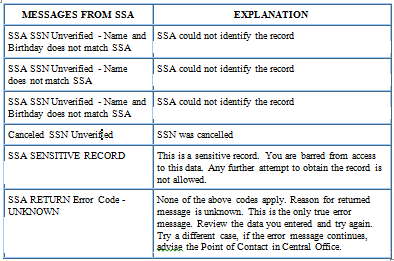 MESSAGES FROM SSA
EXPLANATION
SSA SSN Unverified - Name and
Birthday does not match SSA
SSA could not identify the record
SSA SSN Unverified - Name
does not match SSA
SSA could not identify the record
SSA SSN Unverified - Name and
Birthday does not match SSA
SSA could not identify the record
Canceled SSN Unverified
SSN was cancelled
SSA SENSITIVE RECORD
This is a sensitive record. You are barred from access
to this data. Any further attempt to obtain the record is
not allowed.
SSA RETURN Error Code -
UNKNOWN
None of the above codes apply. Reason for returned
message is unknown. This is the only true error
message. Review the data you entered and try again.
Try a different case, if the error message continues,
advise the Point of Contact in Central Office.